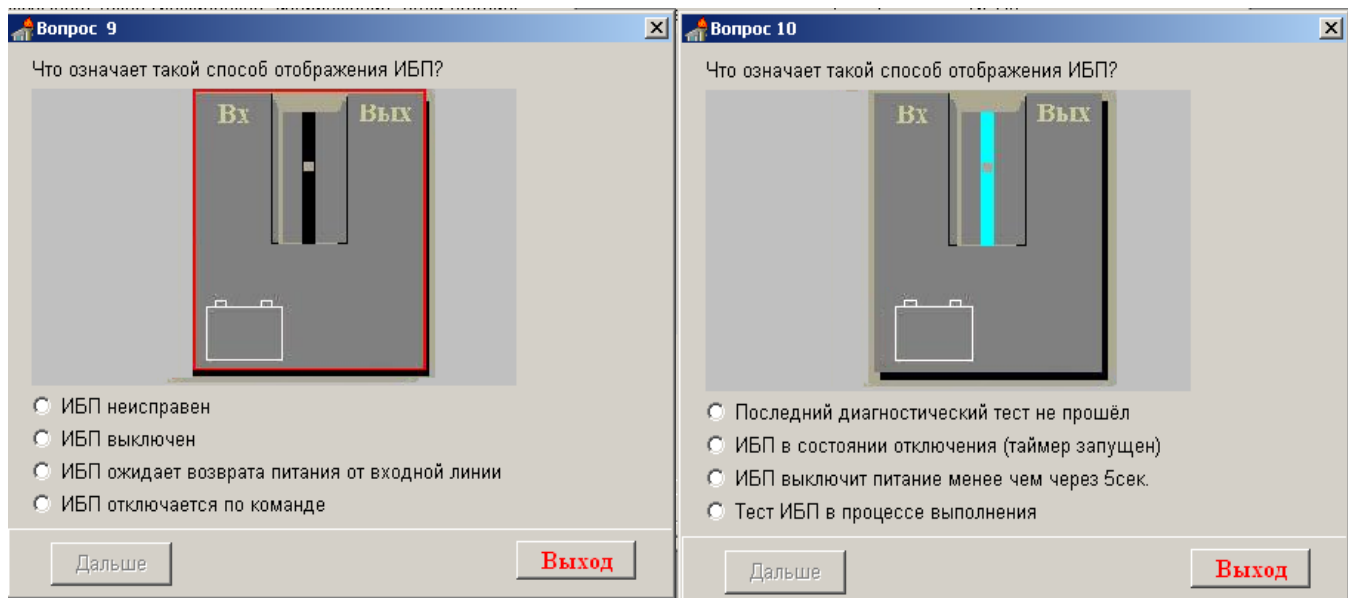 Вопрос 9
Что означает такой способ отображения ИБП?
Вх Вых
ИБП неисправен
ИБП выключен
ИБП ожидает возврата питания от входной линии
ИБП отключается по команде
Дальше Выход
Вопрос 10
Что означает такой способ отображения ИБП?
Вх Вых
Последний диагностический тест не прошёл
ИБП в состоянии отключения (таймер запущен)
ИБП выключит питание менее чем через 5сек.
Тест ИБП в процессе выполнения
Дальше Выход